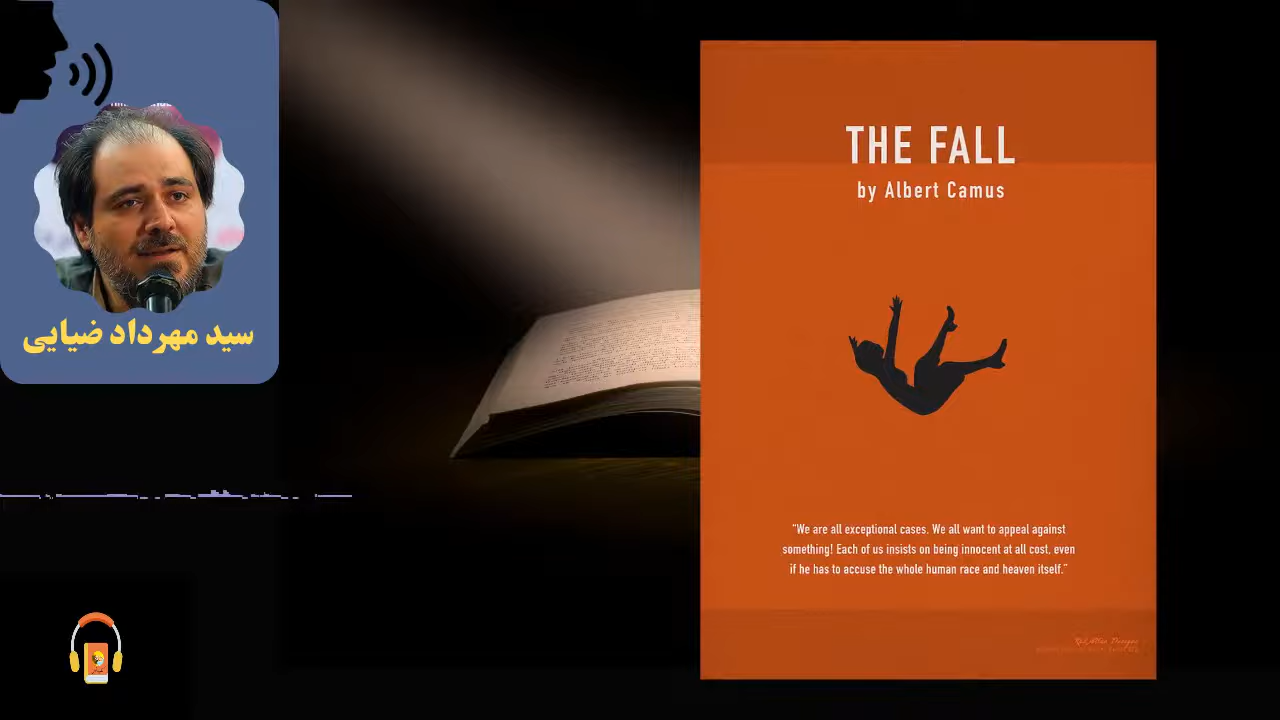 سید مهرداد ضیایی
THE FALL
by Albert Camus
"We are all exceptional cases. We all want to appeal against
something! Each of us insists on being innocent at all cost, even
if he has to accuse the whole human race and heaven itself."